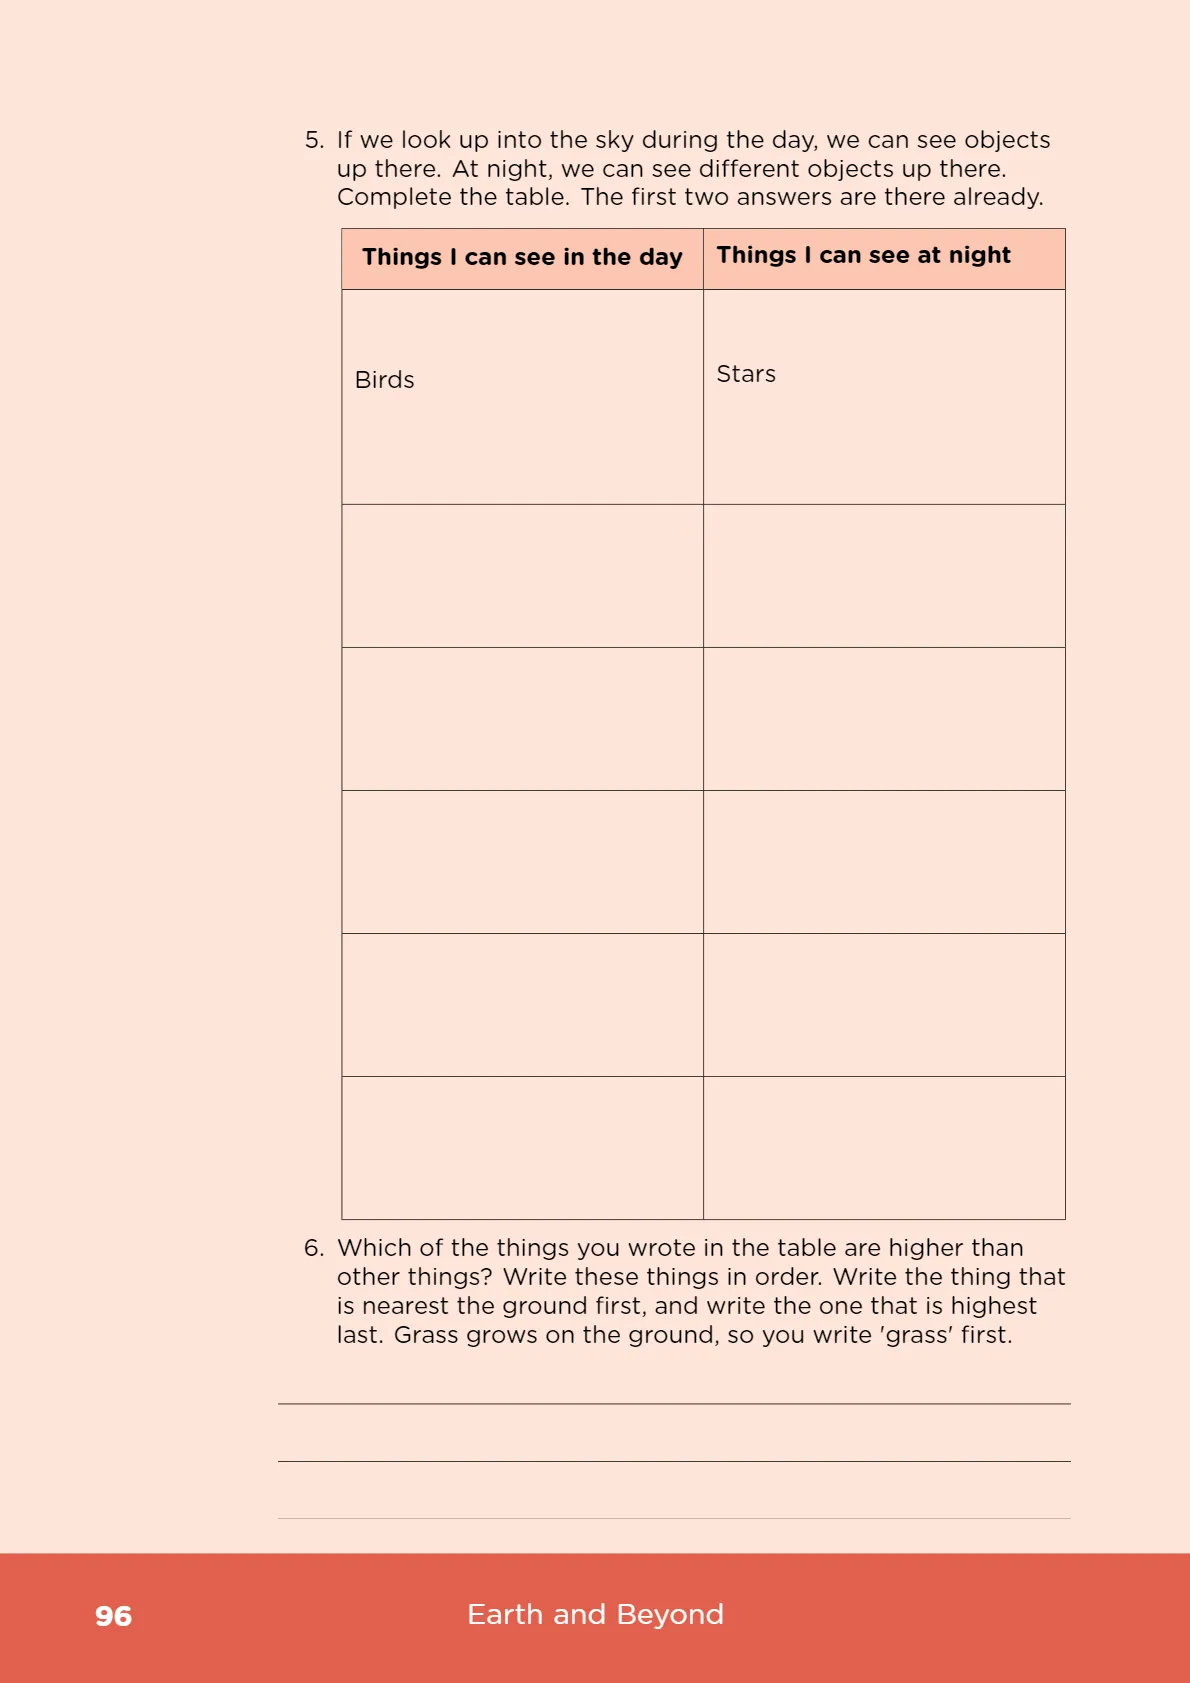 5. If we look up into the sky during the day, we can see objects
up there. At night, we can see different objects up there.
Complete the table. The first two answers are there already.
Things I can see in the day
Things I can see at night
Birds
Stars
6. Which of the things you wrote in the table are higher than
other things? Write these things in order. Write the thing that
is nearest the ground first, and write the one that is highest
last. Grass grows on the ground, so you write 'grass' first.
96
Earth and Beyond